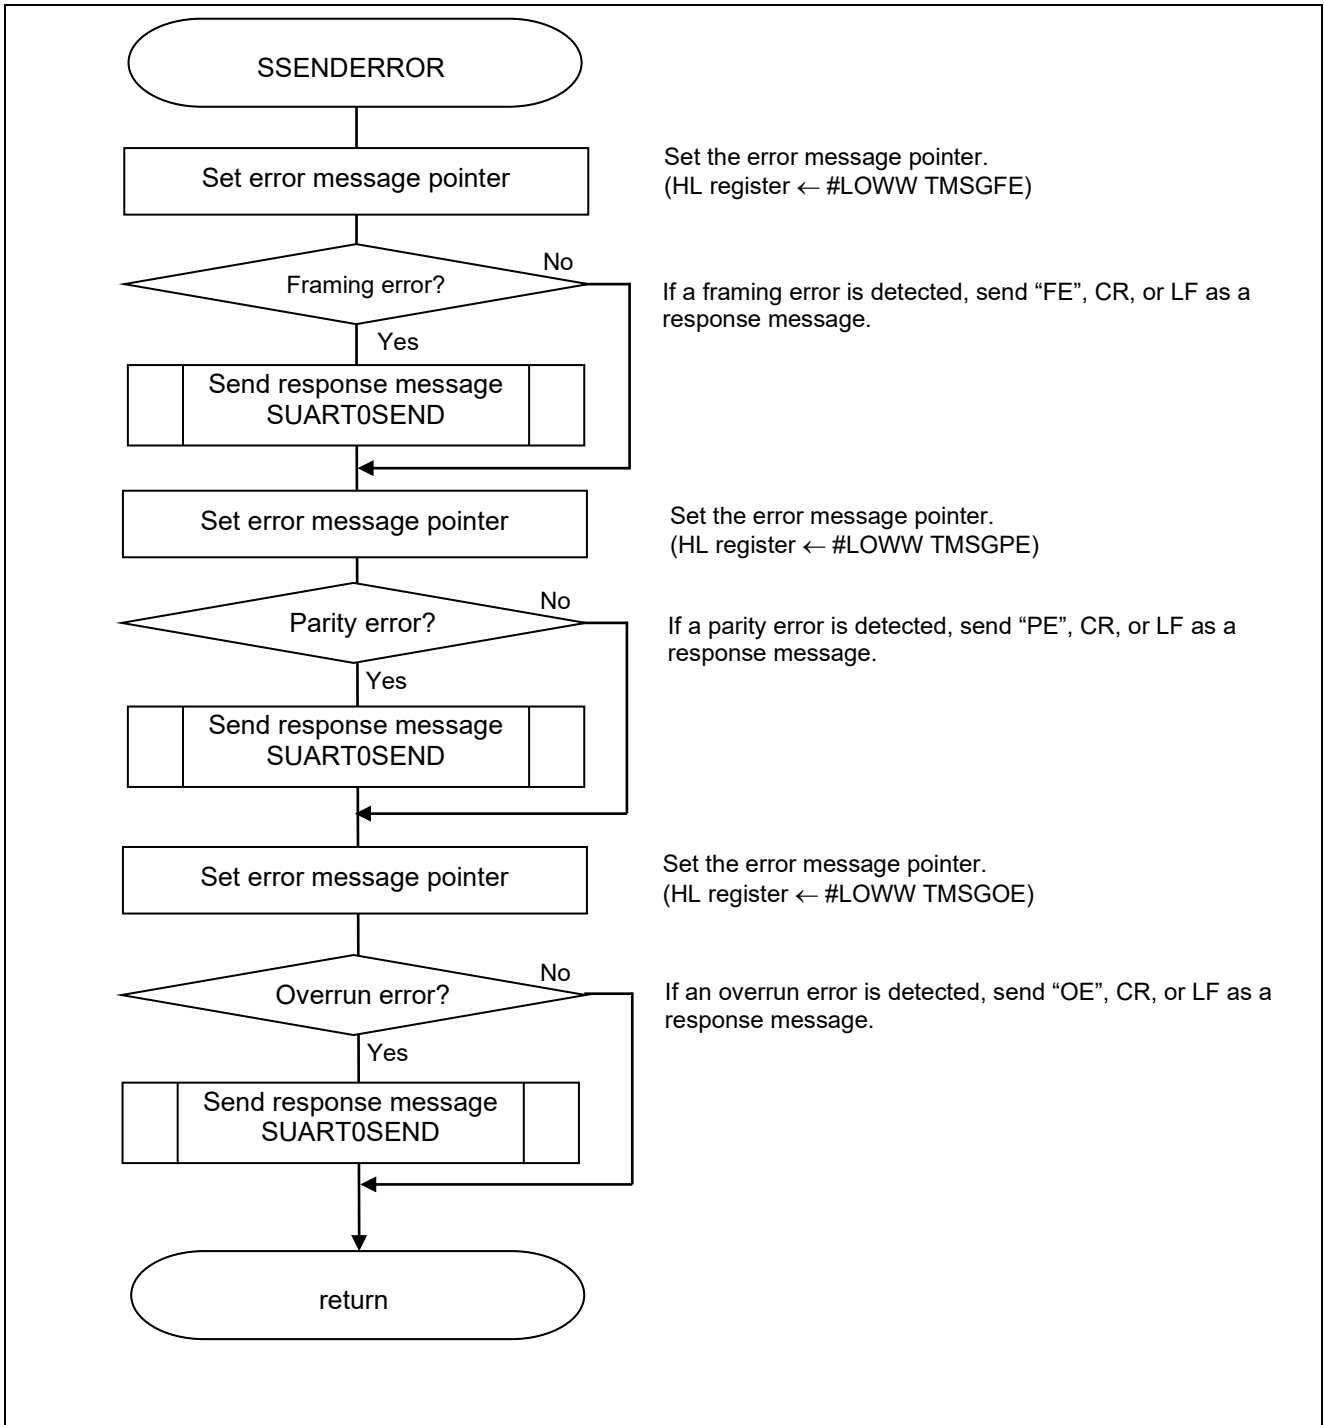 SSENDERROR
Set error message pointer
Set the error message pointer.
(HL register ← #LOWW TMSGFE)
Framing error?
No
If a framing error is detected, send “FE”, CR, or LF as a
response message.
Yes
Send response message
SUART0SEND
Set error message pointer
Set the error message pointer.
(HL register ← #LOWW TMSGPE)
Parity error?
No
If a parity error is detected, send “PE”, CR, or LF as a
response message.
Yes
Send response message
SUART0SEND
Set error message pointer
Set the error message pointer.
(HL register ← #LOWW TMSGOE)
Overrun error?
No
If an overrun error is detected, send “OE”, CR, or LF as a
response message.
Yes
Send response message
SUART0SEND
return